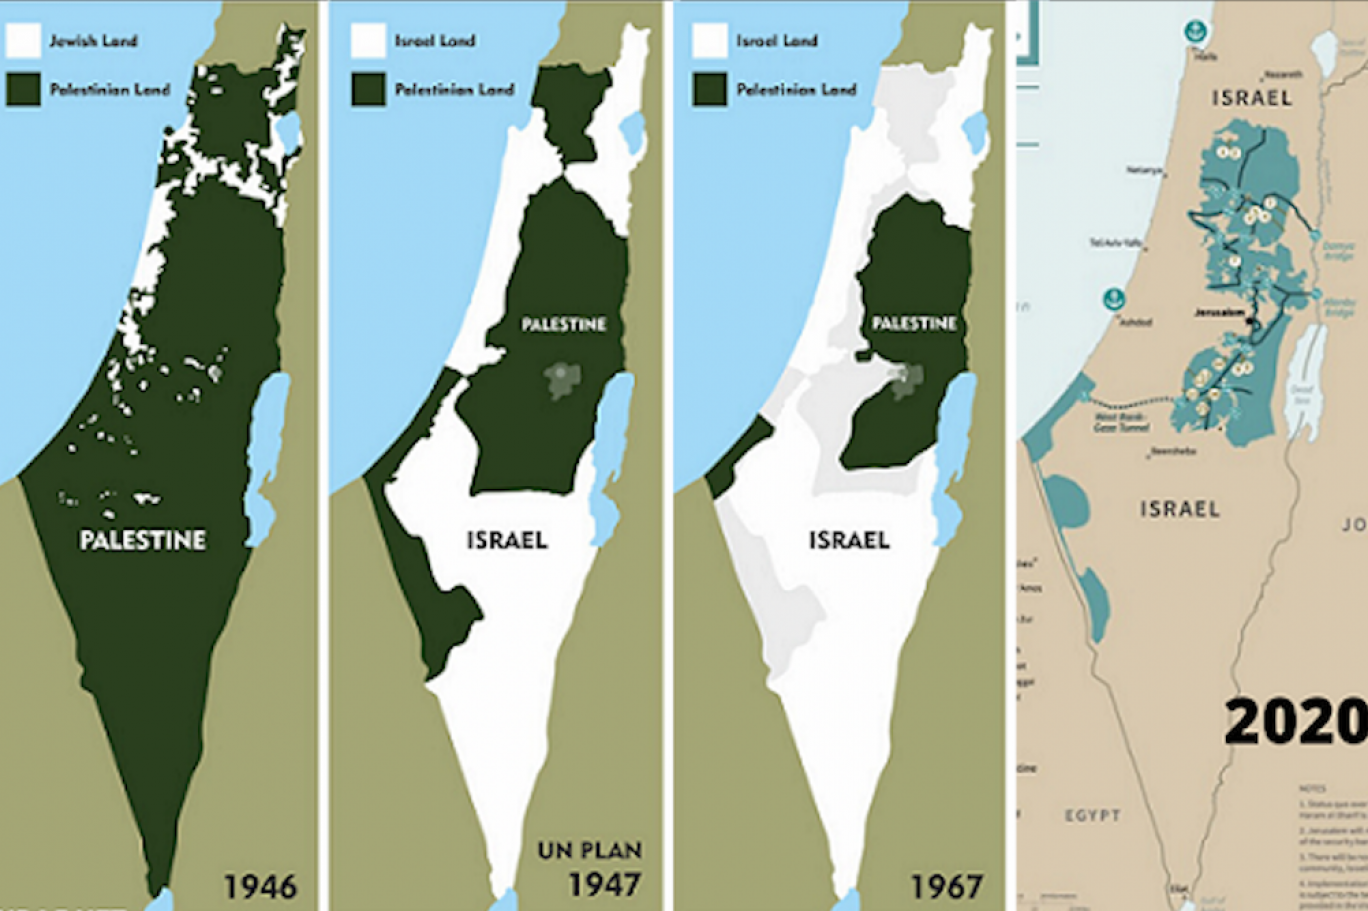 Jewish Land
Palestinian Land
PALESTINE
1946
Israel Land
Palestinian Land
PALESTINE
ISRAEL
UN PLAN
1947
Israel Land
Palestinian Land
PALESTINE
ISRAEL
1967
Haifa
Nazareth
ISRAEL
Netanya
Tel Aviv-Yafo
Damya
Bridge
Jerusalem
Allenby
Bridge
Ashdod
Dead
Sea
West Bank-
Gaza Tunnel
Beersheba
ISRAEL
JO
2020
EGYPT
NOTES
Eilat